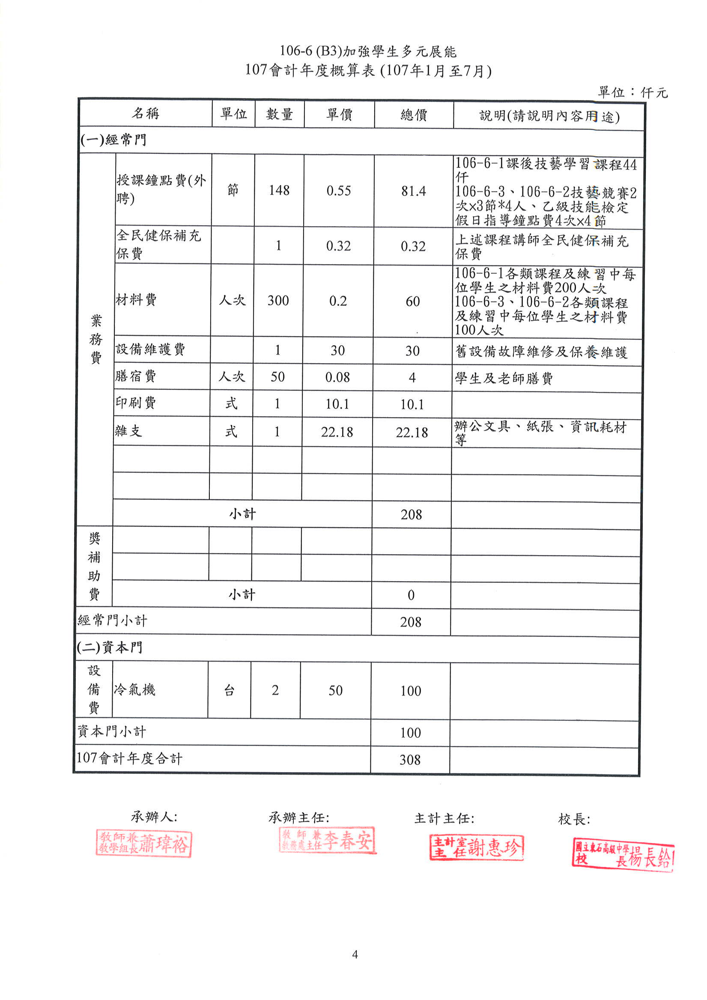 106-6 (B3)加強學生多元展能
107會計年度概算表 (107年1月至7月)
單位：仟元
名稱 單位 數量 單價 總價 說明(請說明內容用途)
(一)經常門
業務費
授課鐘點費(外聘) 節 148 0.55 81.4
106-6-1課後技藝學習課程44
仟
106-6-3、106-6-2技藝競賽2
次×3節*4人、乙級技能檢定
假日指導鐘點費4次×4節
全民健保補充保費 1 0.32 0.32
上述課程講師全民健保補充
保費
材料費 人次 300 0.2 60
106-6-1各類課程及練習中每
位學生之材料費200人次
106-6-3、106-6-2各類課程
及練習中每位學生之材料費
100人次
設備維護費 1 30 30 舊設備故障維修及保養維護
膳宿費 人次 50 0.08 4 學生及老師膳費
印刷費 式 1 10.1 10.1
雜支 式 1 22.18 22.18
辦公文具、紙張、資訊耗材
等
小計 208
獎補助費
小計 0
經常門小計 208
(二)資本門
設備費
冷氣機 台 2 50 100
資本門小計 100
107會計年度合計 308
承辦人: 承辦主任: 主計主任: 校長:
教師兼教學組長蕭瑋裕
教師兼教務處主任李春安
主計室主任謝惠珍
國立東石高級中學校長楊長鉿
4